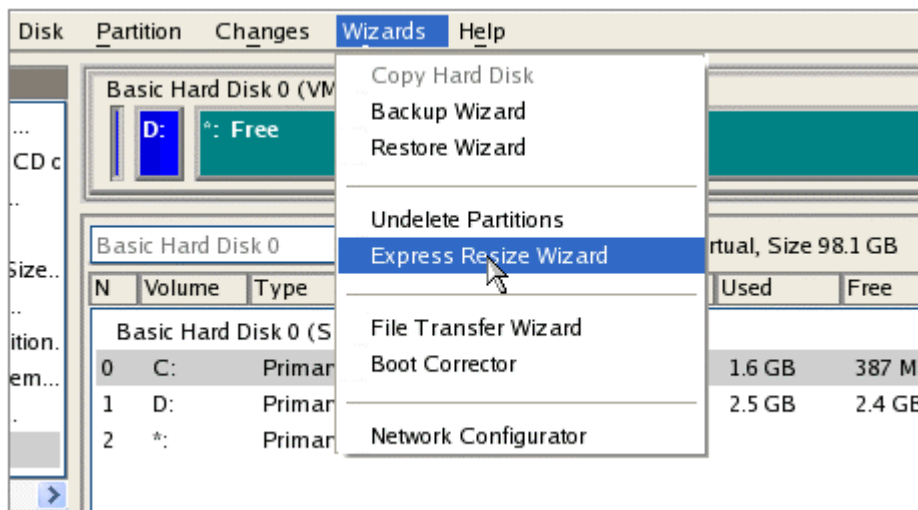 Disk Partition Changes Wizards Help
Basic Hard Disk 0 (VM
D: *: Free
...
CD c
..
Size..
..
ition.
em...
.
Copy Hard Disk
Backup Wizard
Restore Wizard
Undelete Partitions
Express Resize Wizard
File Transfer Wizard
Boot Corrector
Network Configurator
Basic Hard Disk 0 rtual, Size 98.1 GB
N Volume Type Used Free
Basic Hard Disk 0 (S
0 C: Primar 1.6 GB 387 M
1 D: Primar 2.5 GB 2.4 GB
2 *: Primar